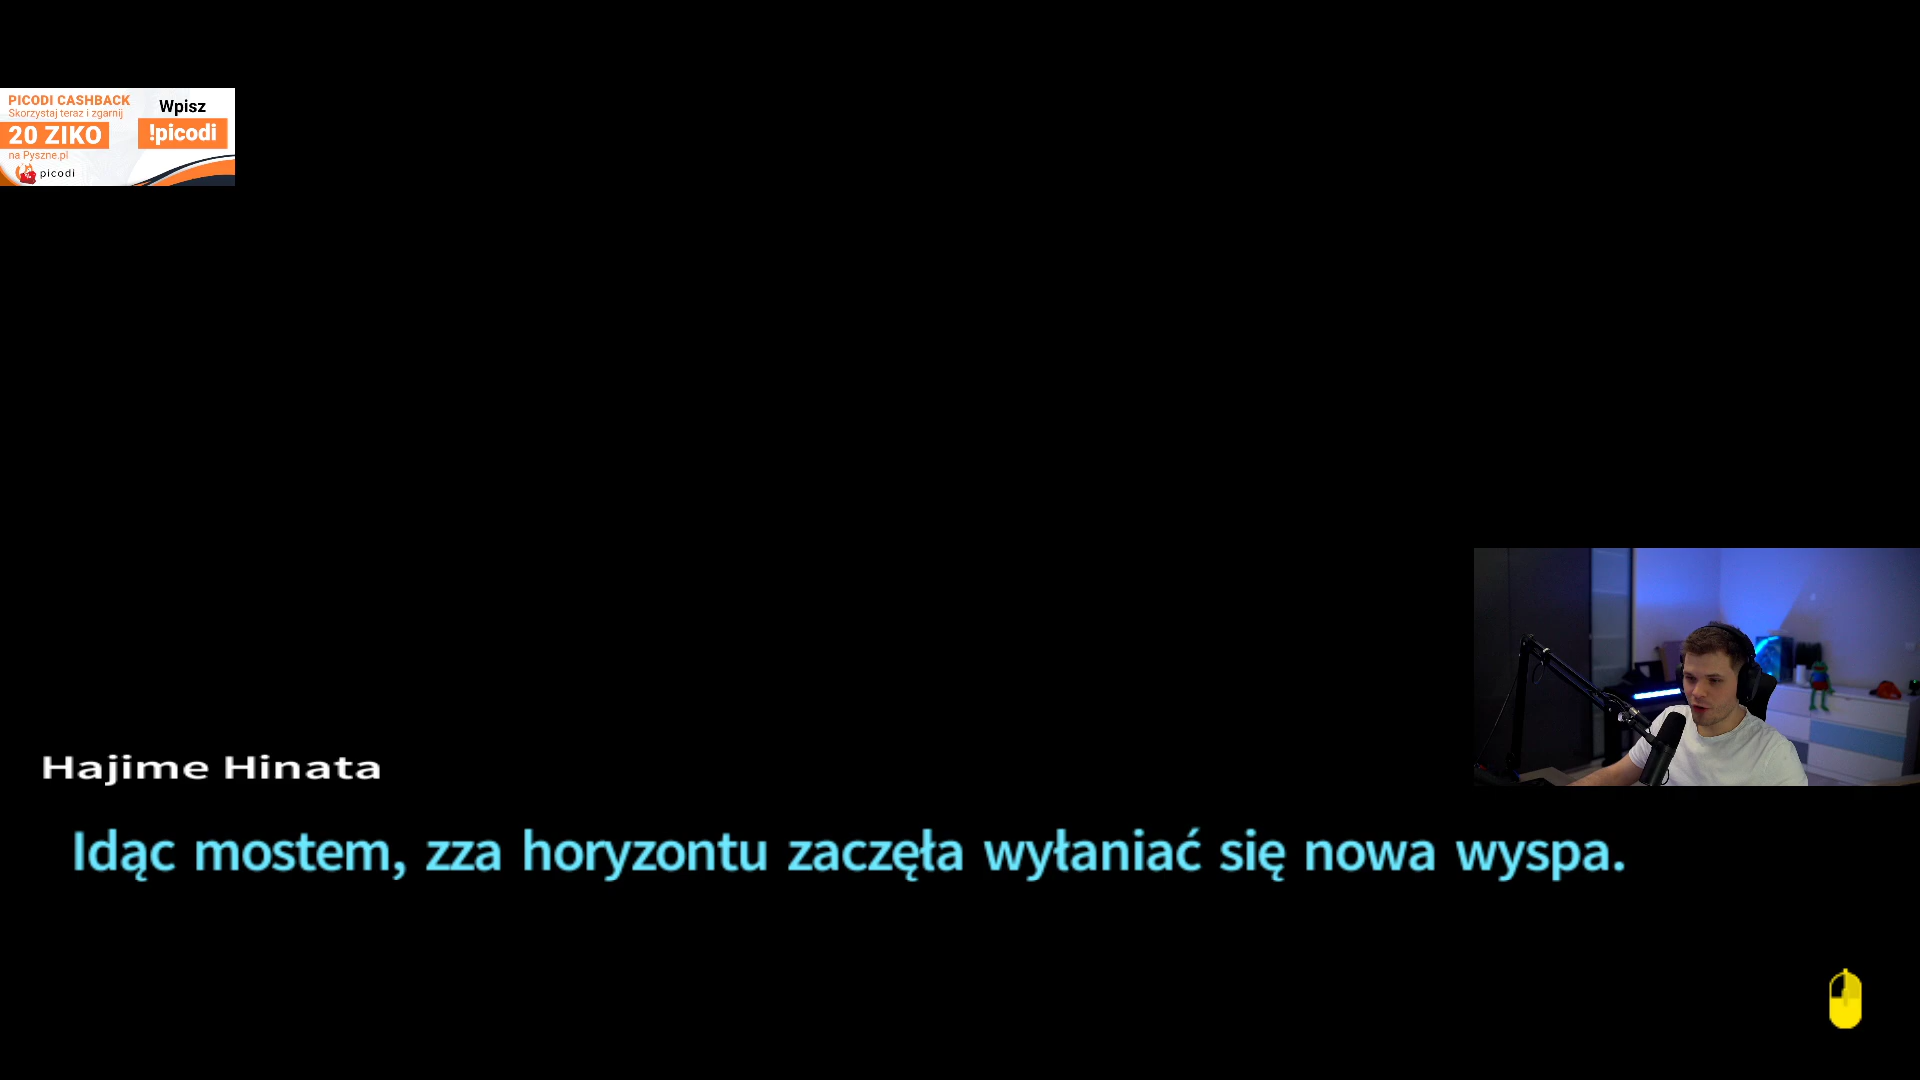 PICODI CASHBACK
Skorzystaj teraz i zgarnij
20 ZIKO
na Pyszne.pl
picodi
Wpisz
!picodi
Hajime Hinata
Idąc mostem, zza horyzontu zaczęła wyłaniać się nowa wyspa.